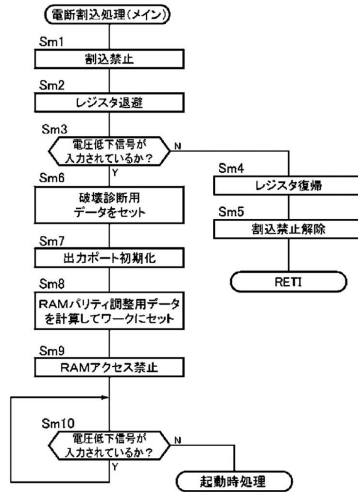 電断割込処理(メイン)
Sm1
割込禁止
Sm2
レジスタ退避
Sm3
電圧低下信号が
入力されているか?
N
Y
Sm4
レジスタ復帰
Sm5
割込禁止解除
RETI
Sm6
破壊診断用
データをセット
Sm7
出力ポート初期化
Sm8
RAMパリティ調整用データ
を計算してワークにセット
Sm9
RAMアクセス禁止
Sm10
電圧低下信号が
入力されているか?
N
Y
起動時処理